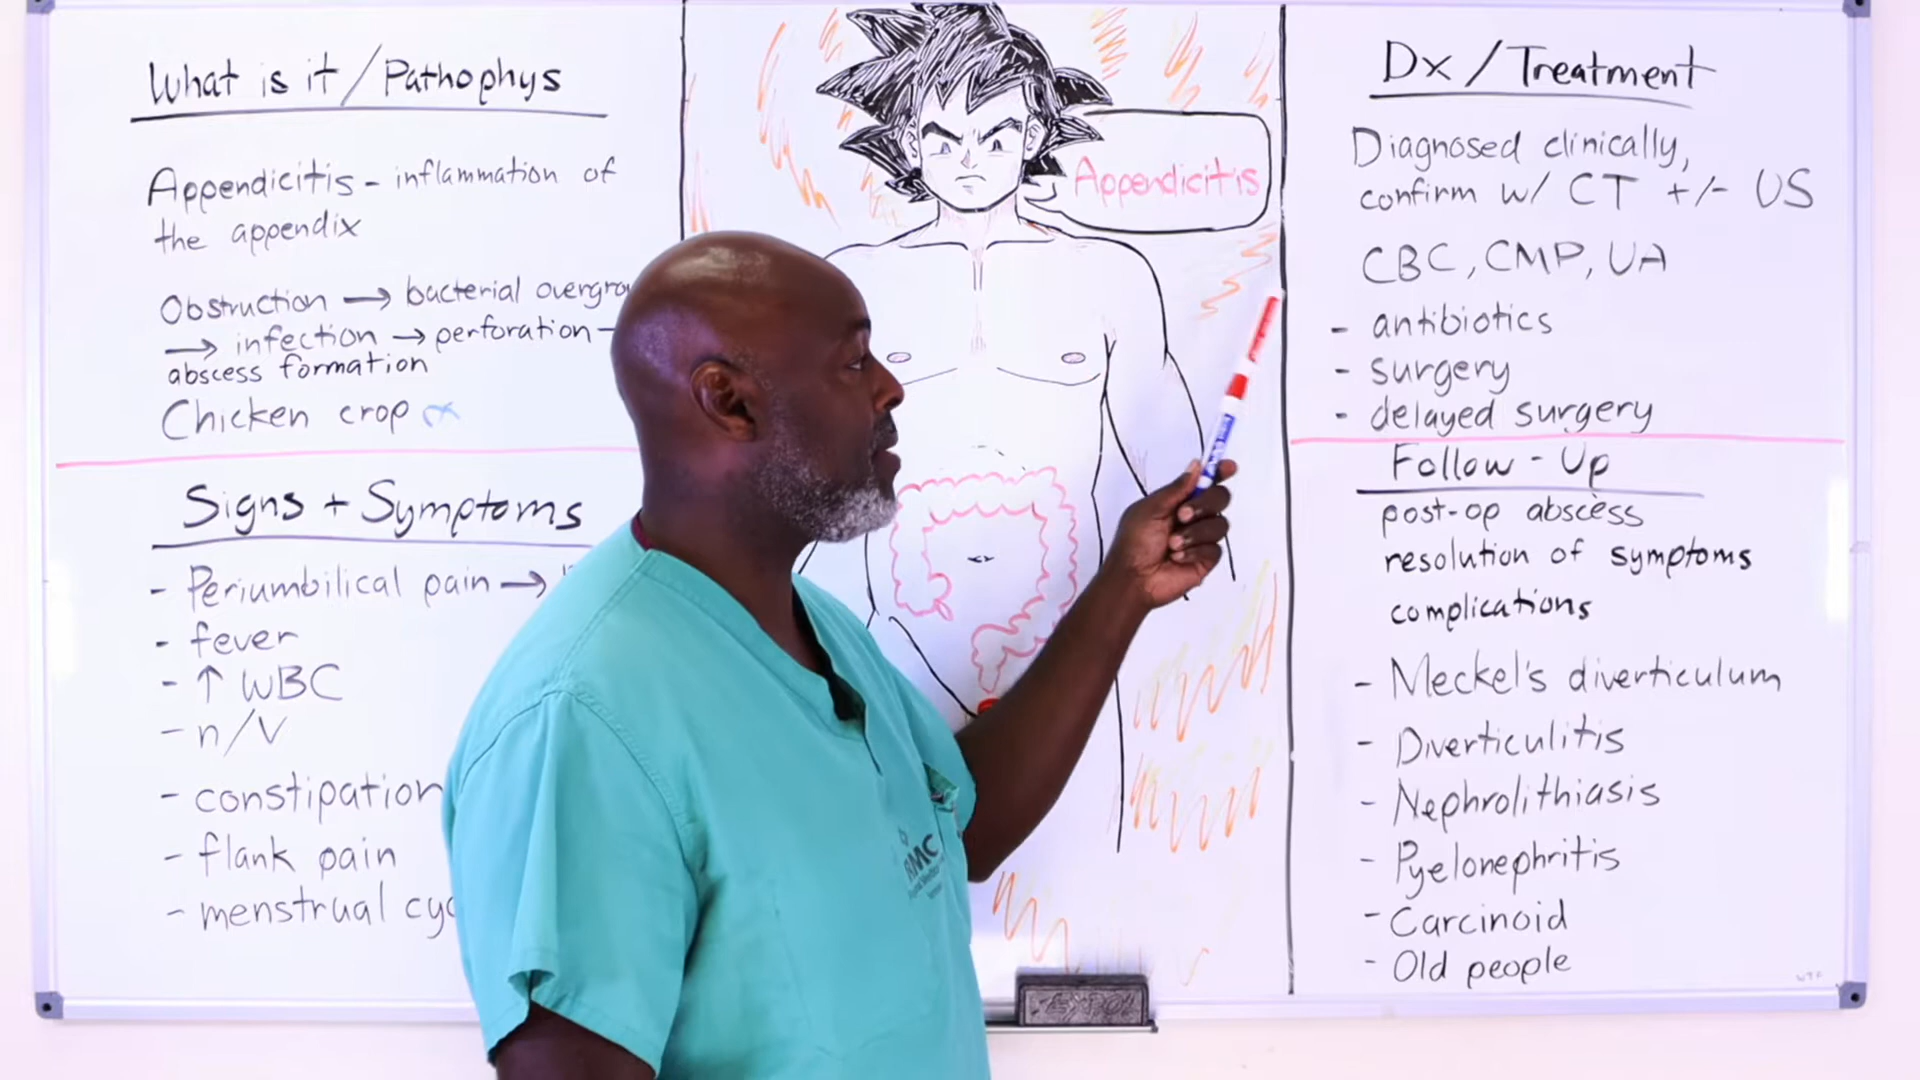 What is it / Pathophys
Appendicitis - inflammation of
the appendix
Obstruction → bacterial overgro
→ infection → perforation -
abscess formation
Chicken crop
Signs + Symptoms
- Periumbilical pain →
- fever
- ↑ WBC
- n/v
- constipation
- flank pain
- menstrual cyc
Appendicitis
RMC
Dx / Treatment
Diagnosed clinically,
confirm w/ CT +/- US
CBC, CMP, UA
- antibiotics
- surgery
- delayed surgery
Follow - Up
post-op abscess
resolution of symptoms
complications
- Meckel's diverticulum
- Diverticulitis
- Nephrolithiasis
- Pyelonephritis
- Carcinoid
- Old people